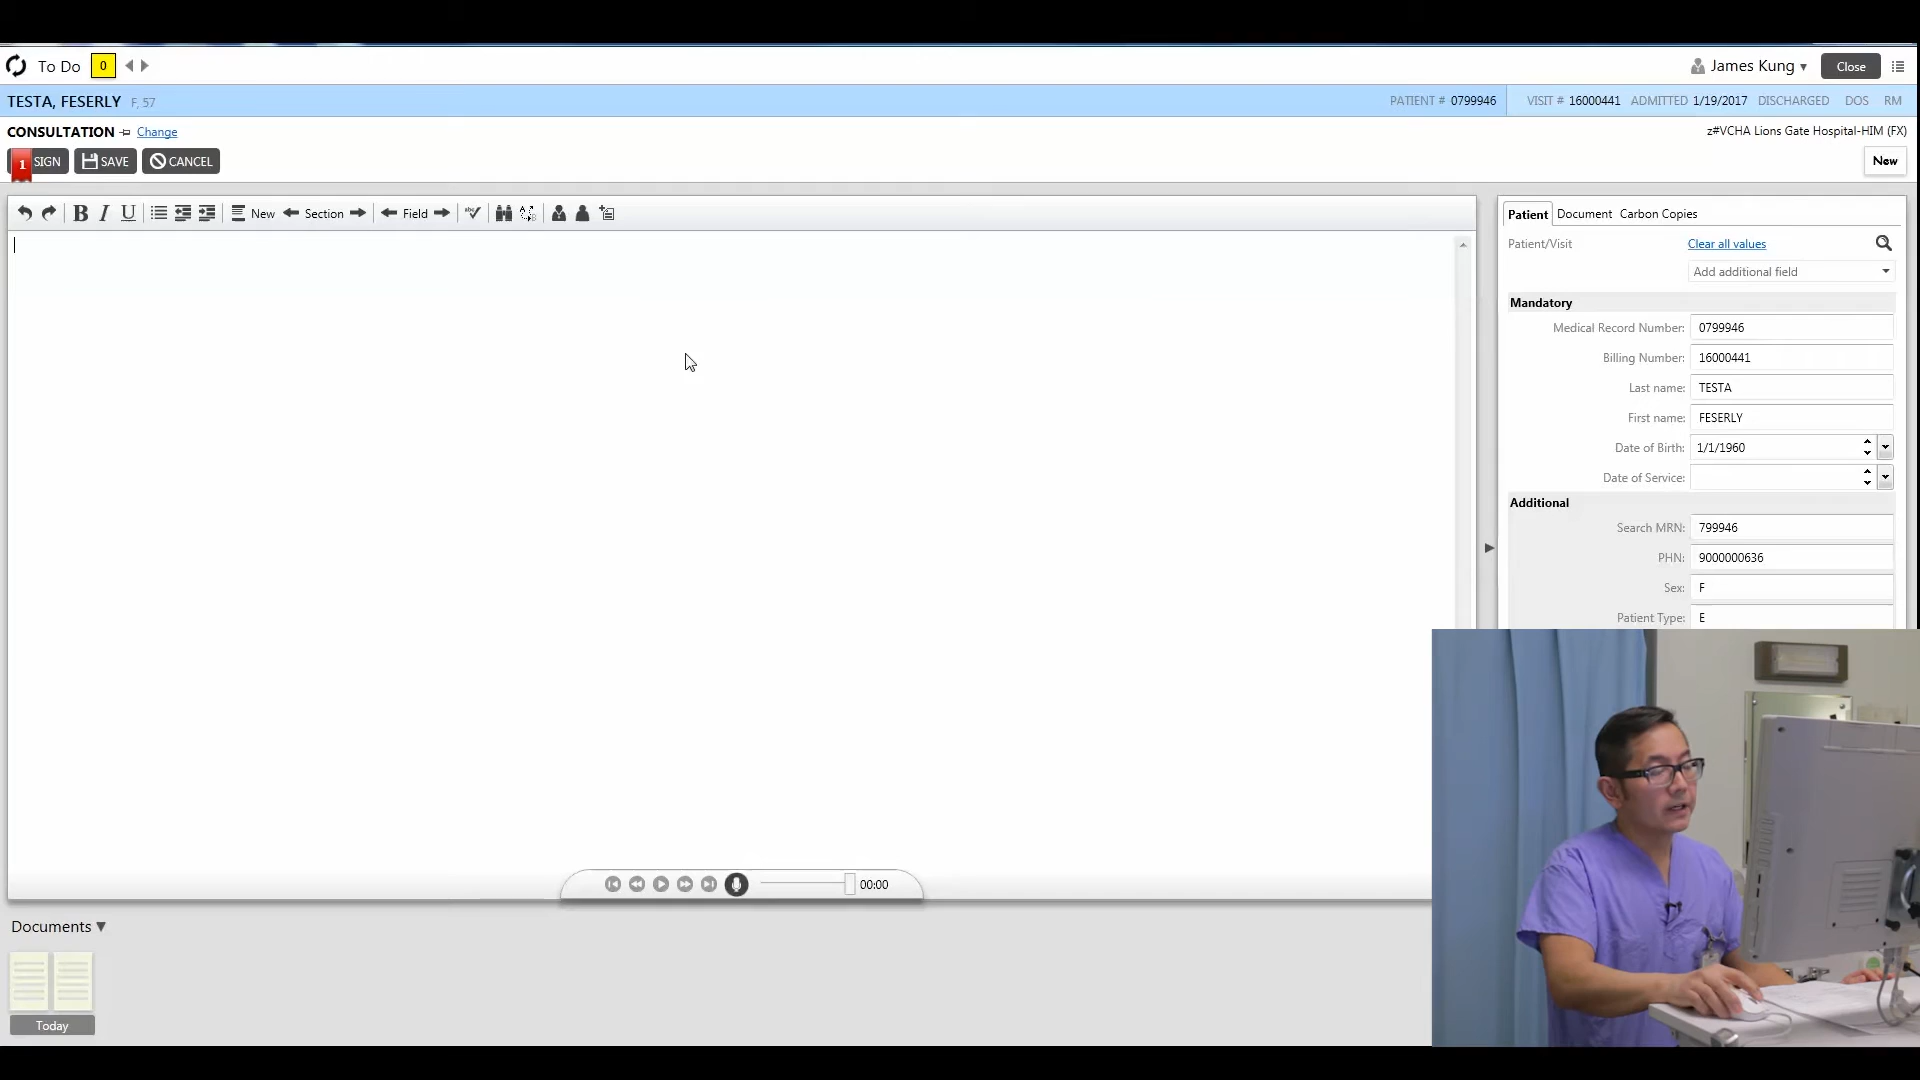 To Do 0 James Kung Close
TESTA, FESERLY F, 57 PATIENT # 0799946 VISIT # 16000441 ADMITTED 1/19/2017 DISCHARGED DOS RM
CONSULTATION Change z#VCHA Lions Gate Hospital-HIM (FX)
1 SIGN SAVE CANCEL New
B I U New Section Field
Patient Document Carbon Copies
Patient/Visit Clear all values
Add additional field
Mandatory
Medical Record Number: 0799946
Billing Number: 16000441
Last name: TESTA
First name: FESERLY
Date of Birth: 1/1/1960
Date of Service:
Additional
Search MRN: 799946
PHN: 9000000636
Sex: F
Patient Type: E
00:00
Documents
Today